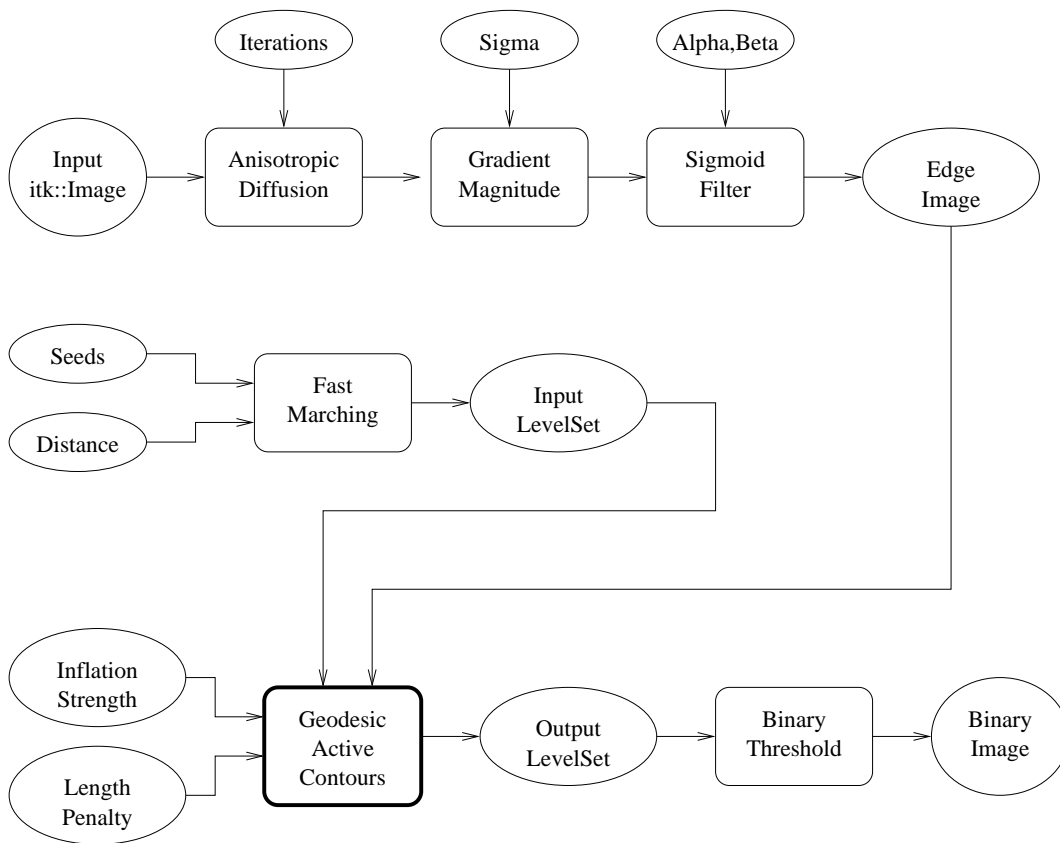 Iterations
Sigma
Alpha,Beta
Input
itk::Image
Anisotropic
Diffusion
Gradient
Magnitude
Sigmoid
Filter
Edge
Image
Seeds
Distance
Fast
Marching
Input
LevelSet
Inflation
Strength
Length
Penalty
Geodesic
Active
Contours
Output
LevelSet
Binary
Threshold
Binary
Image